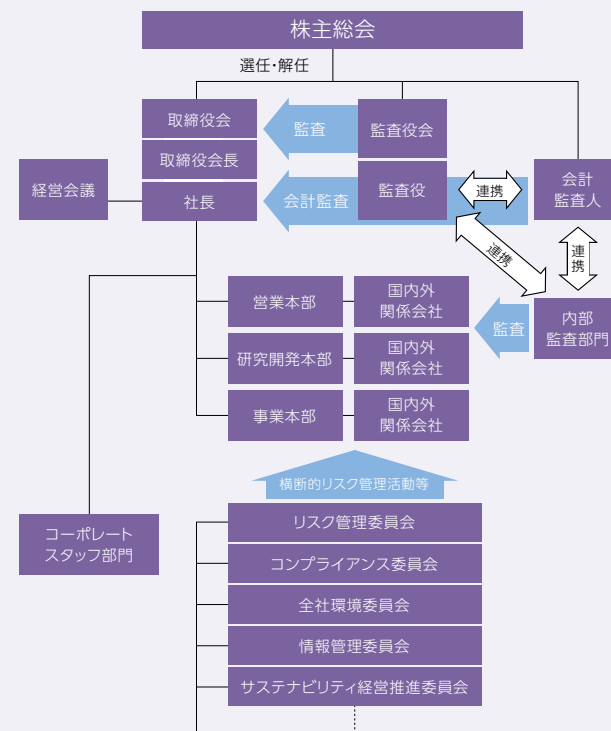 株主総会
選任・解任
取締役会
監査
監査役会
取締役会長
経営会議
社長
会計監査
監査役
連携
会計
監査人
連携
連携
営業本部
国内外
関係会社
監査
内部
監査部門
研究開発本部
国内外
関係会社
事業本部
国内外
関係会社
横断的リスク管理活動等
コーポレート
スタッフ部門
リスク管理委員会
コンプライアンス委員会
全社環境委員会
情報管理委員会
サステナビリティ経営推進委員会